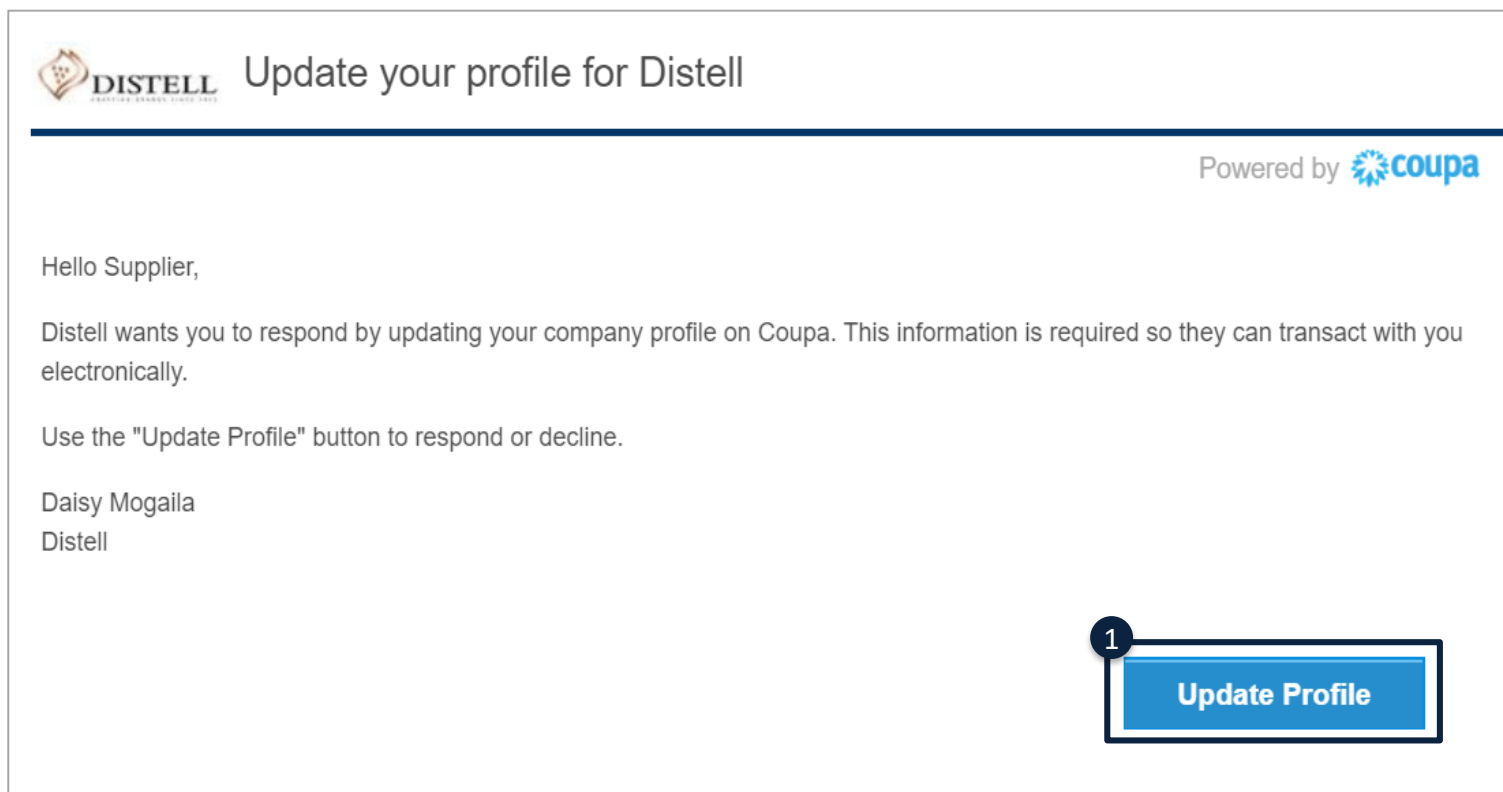 DISTELL
Update your profile for Distell
Powered by coupa
Hello Supplier,
Distell wants you to respond by updating your company profile on Coupa. This information is required so they can transact with you
electronically.
Use the "Update Profile" button to respond or decline.
Daisy Mogaila
Distell
1
Update Profile